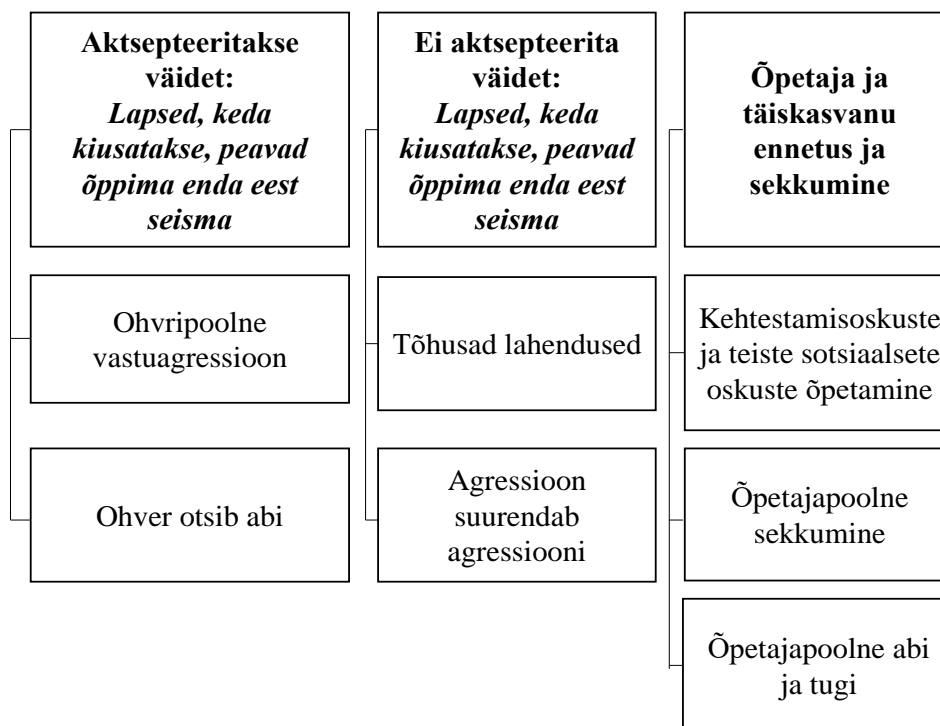 Aktsepteeritakse
väidet:
Lapsed, keda
kiusatakse, peavad
õppima enda eest
seisma
Ohvripoolne
vastuagressioon
Ohver otsib abi
Ei aktsepteerita
väidet:
Lapsed, keda
kiusatakse, peavad
õppima enda eest
seisma
Tõhusad lahendused
Agressioon
suurendab
agressiooni
Õpetaja ja
täiskasvanu
ennetus ja
sekkumine
Kehtestamisoskuste
ja teiste sotsiaalsete
oskuste õpetamine
Õpetajapoolne
sekkumine
Õpetajapoolne abi
ja tugi